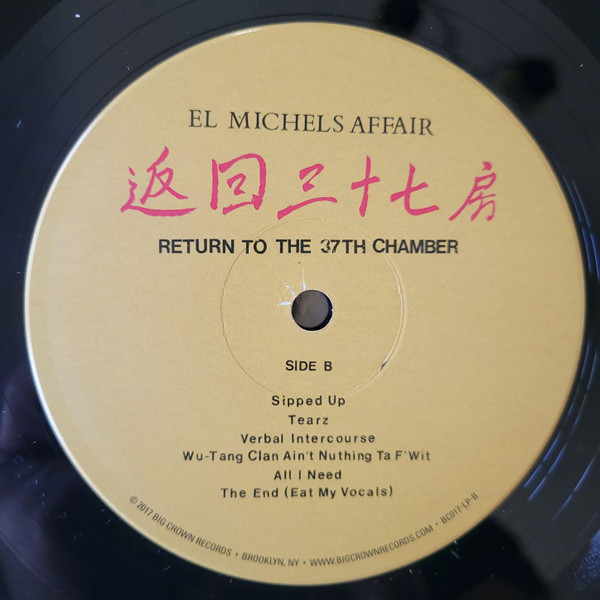 EL MICHELS AFFAIR
返回三十七房
RETURN TO THE 37TH CHAMBER
SIDE B
Sipped Up
Tearz
Verbal Intercourse
Wu-Tang Clan Ain't Nuthing Ta F'Wit
All I Need
The End (Eat My Vocals)
© 2017 BIG CROWN RECORDS • BROOKLYN, NY • WWW.BIGCROWNRECORDS.COM • BC017-LP-B